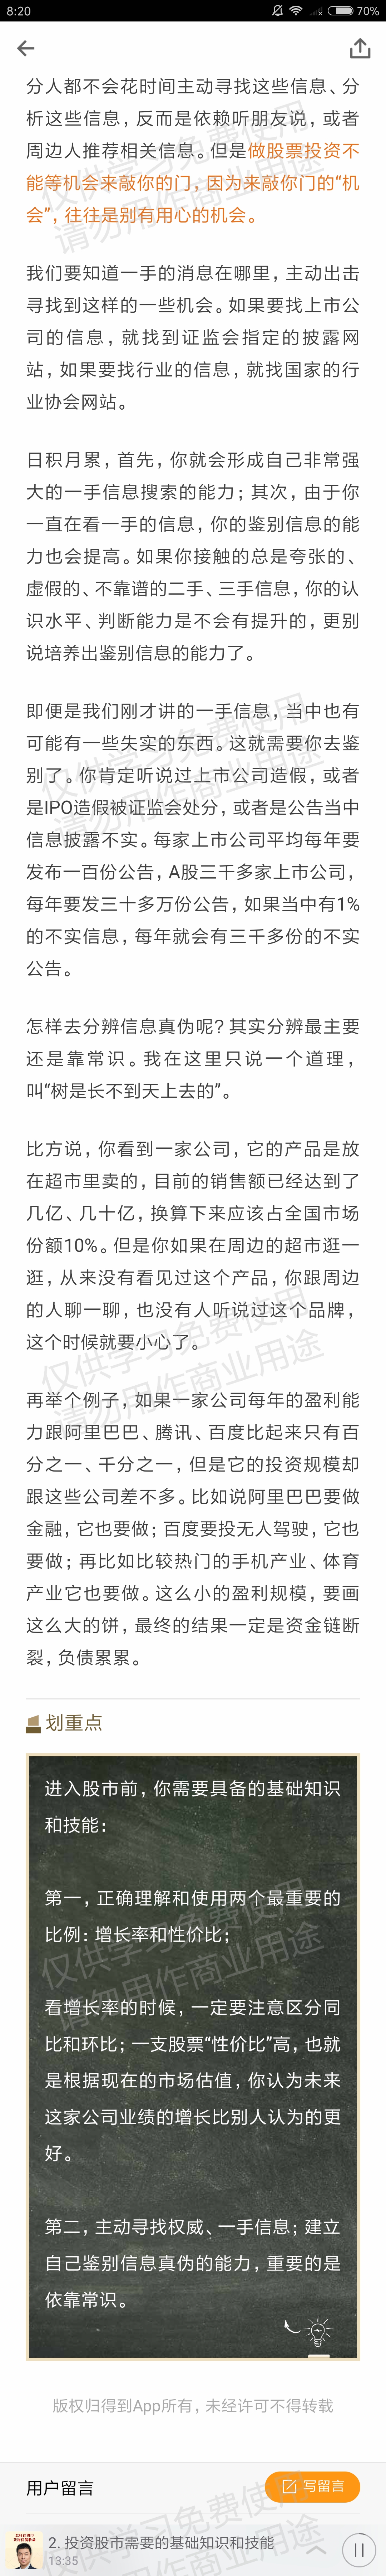 8:20
70%
分人都不会花时间主动寻找这些信息、分
析这些信息，反而是依赖听朋友说，或者
周边人推荐相关信息。但是做股票投资不
能等机会来敲你的门，因为来敲你门的“机
会”，往往是别有用心的机会。
我们要知道一手的消息在哪里，主动出击
寻找到这样的一些机会。如果要找上市公
司的信息，就找到证监会指定的披露网
站，如果要找行业的信息，就找国家的行
业协会网站。
日积月累，首先，你就会形成自己非常强
大的一手信息搜索的能力；其次，由于你
一直在看一手的信息，你的鉴别信息的能
力也会提高。如果你接触的总是夸张的、
虚假的、不靠谱的二手、三手信息，你的认
识水平、判断能力是不会有提升的，更别
说培养出鉴别信息的能力了。
即便是我们刚才讲的一手信息，当中也有
可能有一些失实的东西。这就需要你去鉴
别了。你肯定听说过上市公司造假，或者
是IPO造假被证监会处分，或者是公告当中
信息披露不实。每家上市公司平均每年要
发布一百份公告，A股三千多家上市公司，
每年要发三十多万份公告，如果当中有1%
的不实信息，每年就会有三千多份的不实
公告。
怎样去分辨信息真伪呢？其实分辨最主要
还是靠常识。我在这里只说一个道理，
叫“树是长不到天上去的”。
比方说，你看到一家公司，它的产品是放
在超市里卖的，目前的销售额已经达到了
几亿、几十亿，换算下来应该占全国市场
份额10%。但是你如果在周边的超市逛一
逛，从来没有看见过这个产品，你跟周边
的人聊一聊，也没有人听说过这个品牌，
这个时候就要小心了。
再举个例子，如果一家公司每年的盈利能
力跟阿里巴巴、腾讯、百度比起来只有百
分之一、千分之一，但是它的投资规模却
跟这些公司差不多。比如说阿里巴巴要做
金融，它也要做；百度要投无人驾驶，它也
要做；再比如比较热门的手机产业、体育
产业它也要做。这么小的盈利规模，要画
这么大的饼，最终的结果一定是资金链断
裂，负债累累。
划重点
进入股市前，你需要具备的基础知识
和技能：
第一，正确理解和使用两个最重要的
比例：增长率和性价比；
看增长率的时候，一定要注意区分同
比和环比；一支股票“性价比”高，也就
是根据现在的市场估值，你认为未来
这家公司业绩的增长比别人认为的更
好。
第二，主动寻找权威、一手信息；建立
自己鉴别信息真伪的能力，重要的是
依靠常识。
版权归得到App所有，未经许可不得转载
用户留言
写留言
2. 投资股市需要的基础知识和技能
13:35
仅供学习免费使用
请勿用作商业用途